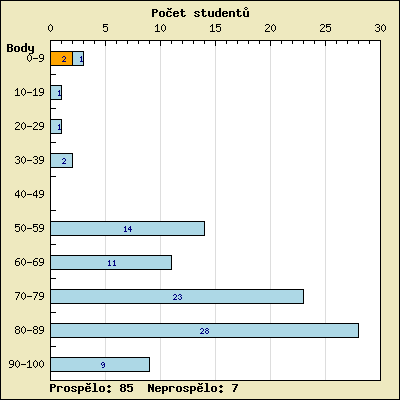 Počet studentů
0 5 10 15 20 25 30
Body
0-9 2 1
10-19 1
20-29 1
30-39 2
40-49
50-59 14
60-69 11
70-79 23
80-89 28
90-100 9
Prospělo: 85 Neprospělo: 7